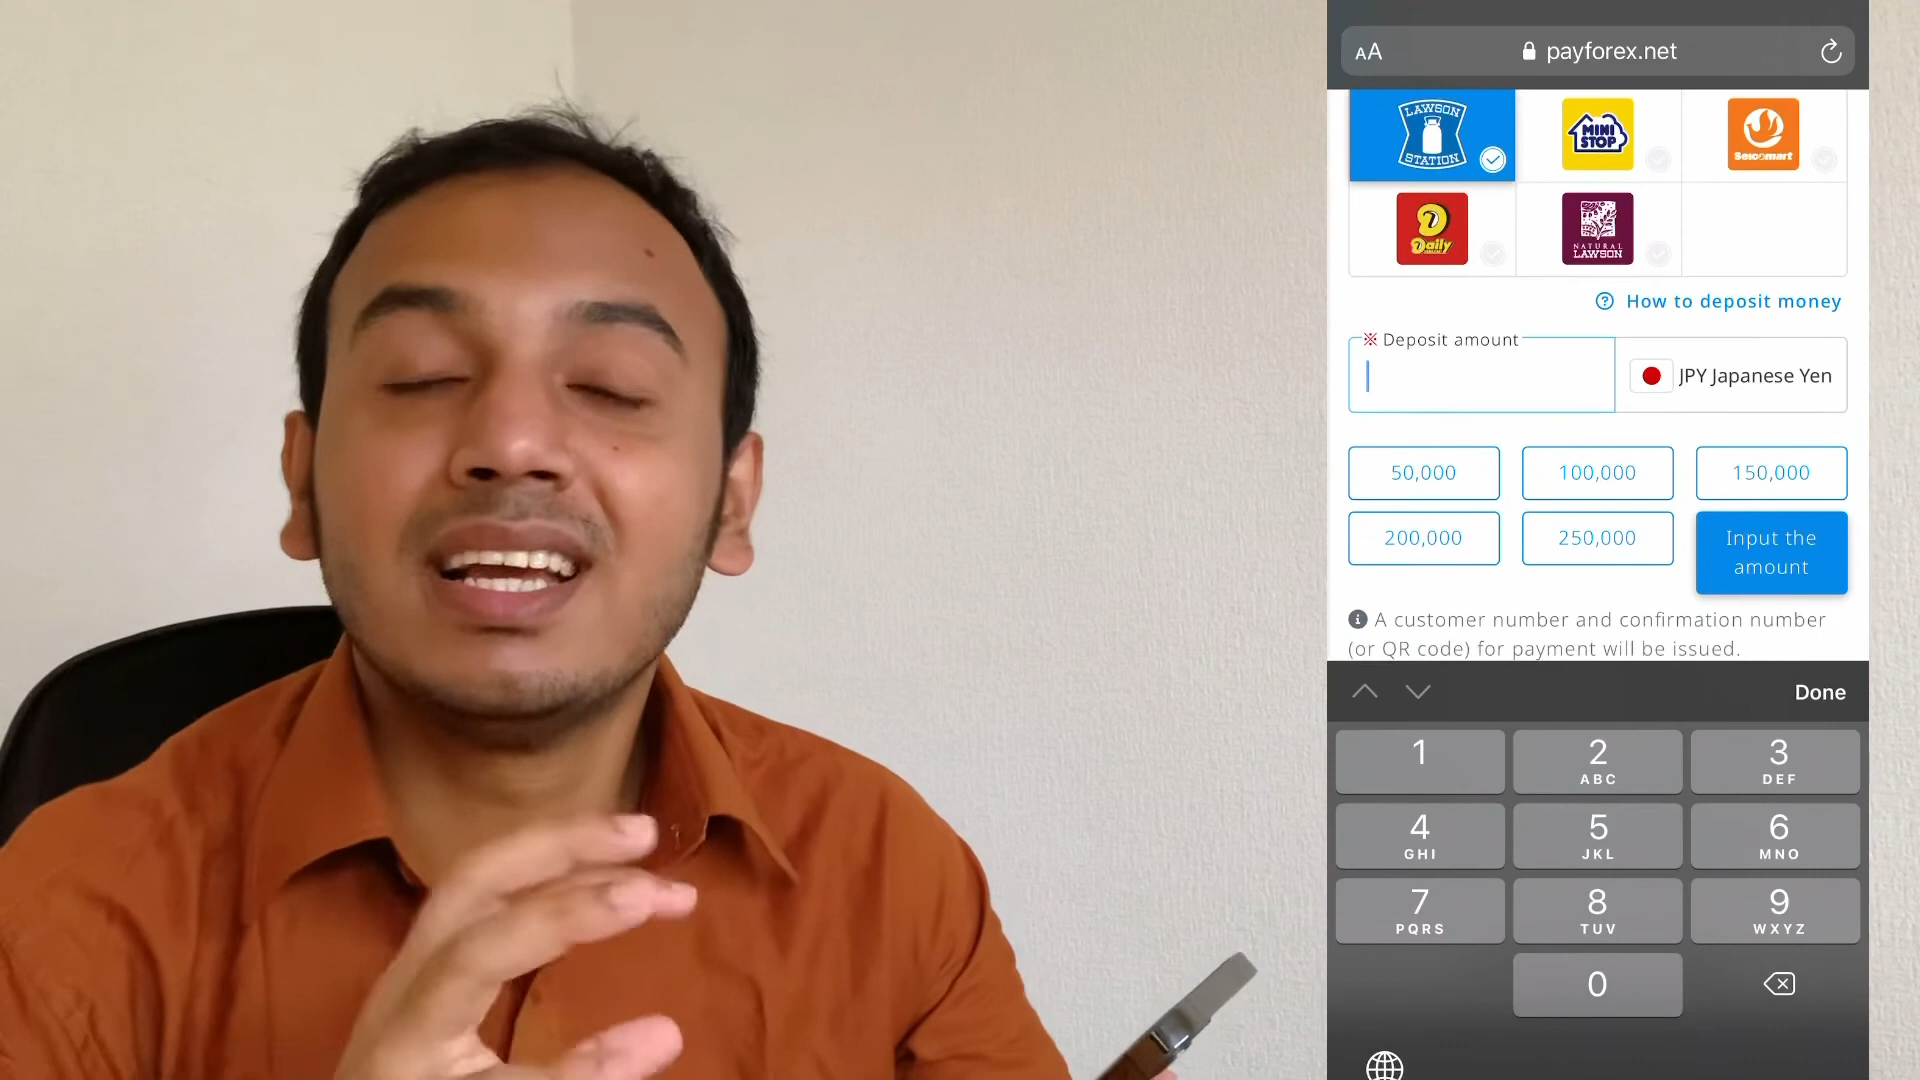 AA payforex.net
LAWSON
STATION
MINI
STOP
Seicomart
Daily
NATURAL
LAWSON
How to deposit money
※ Deposit amount
JPY Japanese Yen
50,000 100,000 150,000
200,000 250,000 Input the
amount
A customer number and confirmation number
(or QR code) for payment will be issued.
Done
1 2 3
ABC DEF
4 5 6
GHI JKL MNO
7 8 9
PQRS TUV WXYZ
0